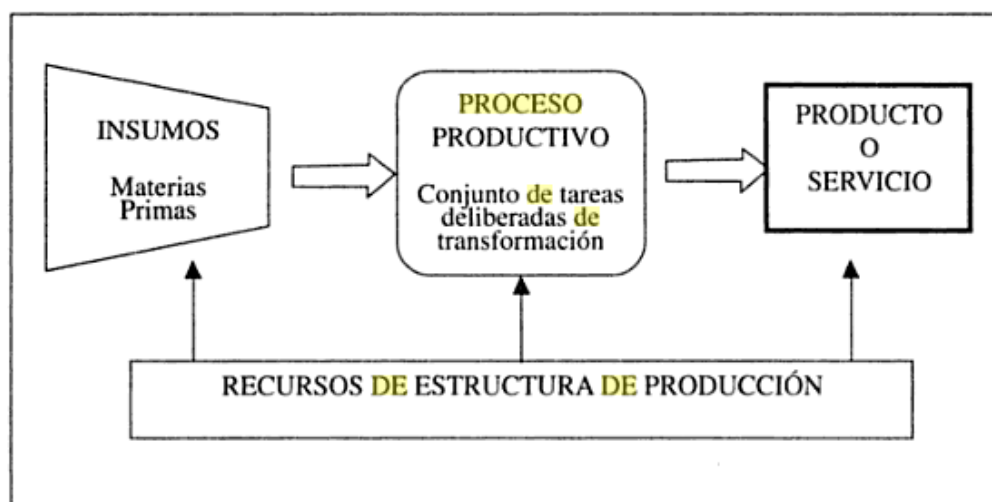 INSUMOS
Materias
Primas
PROCESO
PRODUCTIVO
Conjunto de tareas
deliberadas de
transformación
PRODUCTO
O
SERVICIO
RECURSOS DE ESTRUCTURA DE PRODUCCIÓN